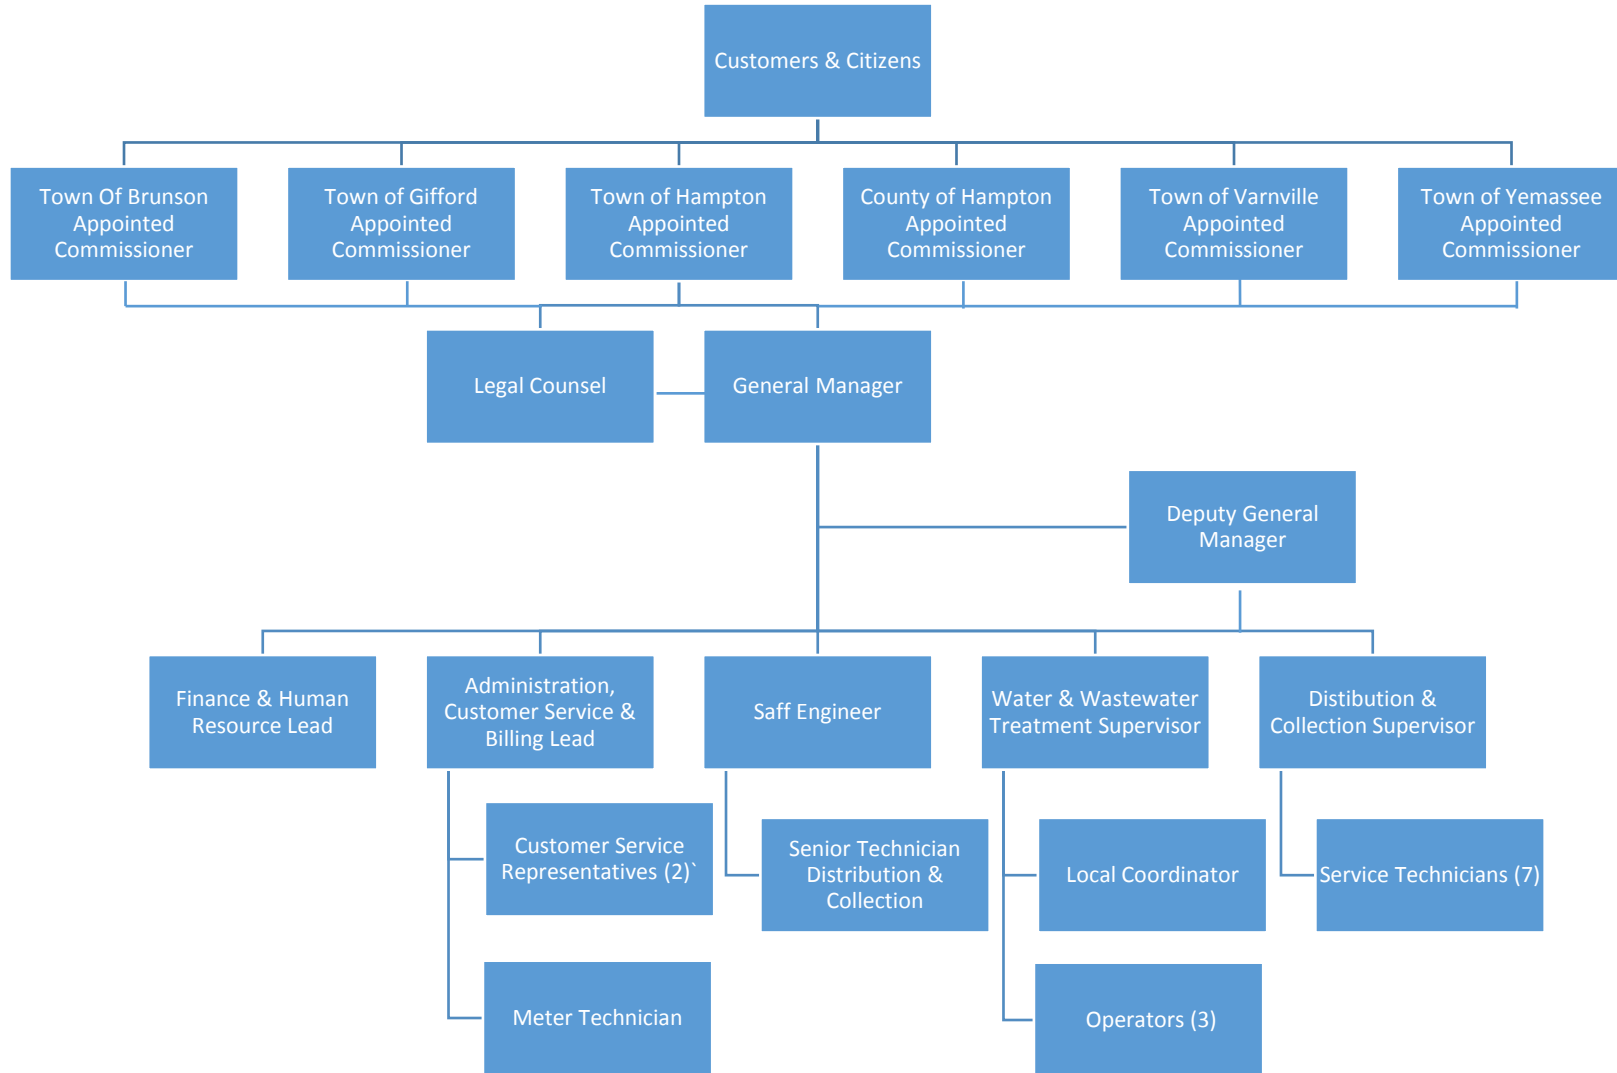 Customers & Citizens
Town Of Brunson
Appointed
Commissioner
Town of Gifford
Appointed
Commissioner
Town of Hampton
Appointed
Commissioner
County of Hampton
Appointed
Commissioner
Town of Varnville
Appointed
Commissioner
Town of Yemassee
Appointed
Commissioner
Legal Counsel
General Manager
Deputy General
Manager
Finance & Human
Resource Lead
Administration,
Customer Service &
Billing Lead
Saff Engineer
Water & Wastewater
Treatment Supervisor
Distibution &
Collection Supervisor
Customer Service
Representatives (2)`
Senior Technician
Distribution &
Collection
Local Coordinator
Service Technicians (7)
Meter Technician
Operators (3)